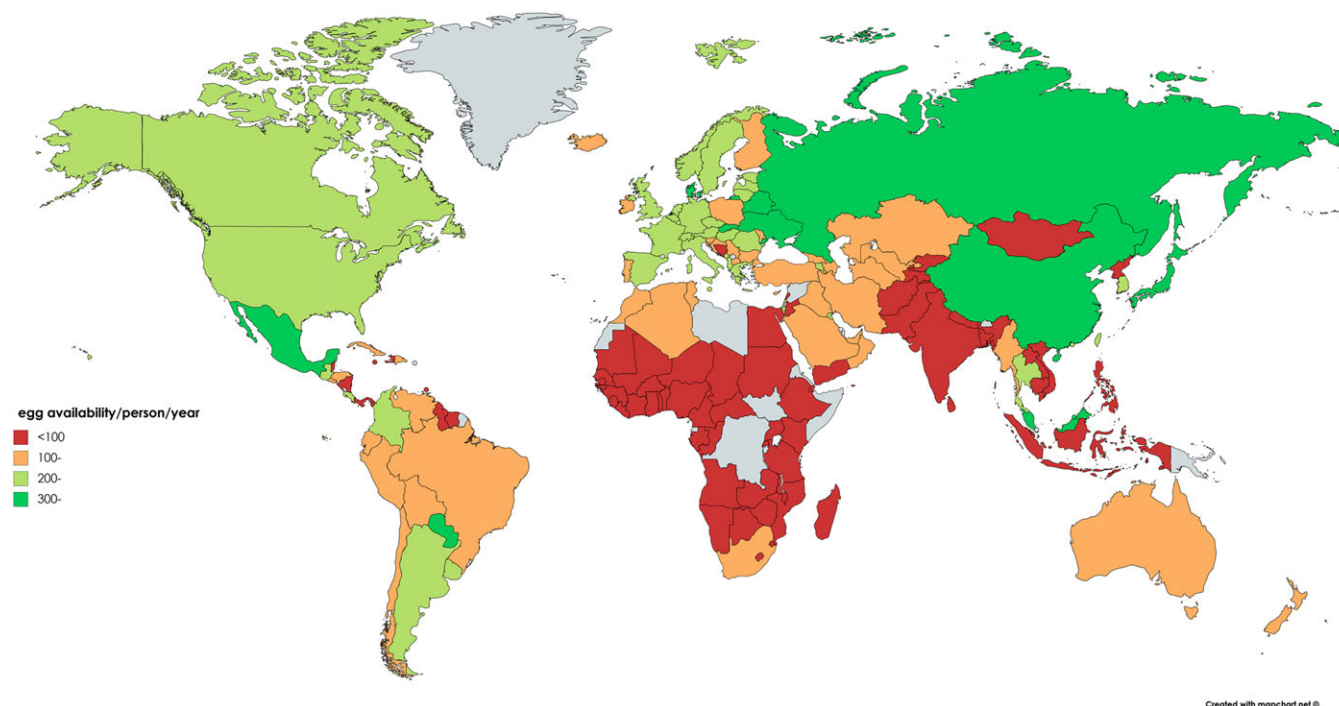 egg availability/person/year
<100
100-
200-
300-
Created with mapchart.net ©